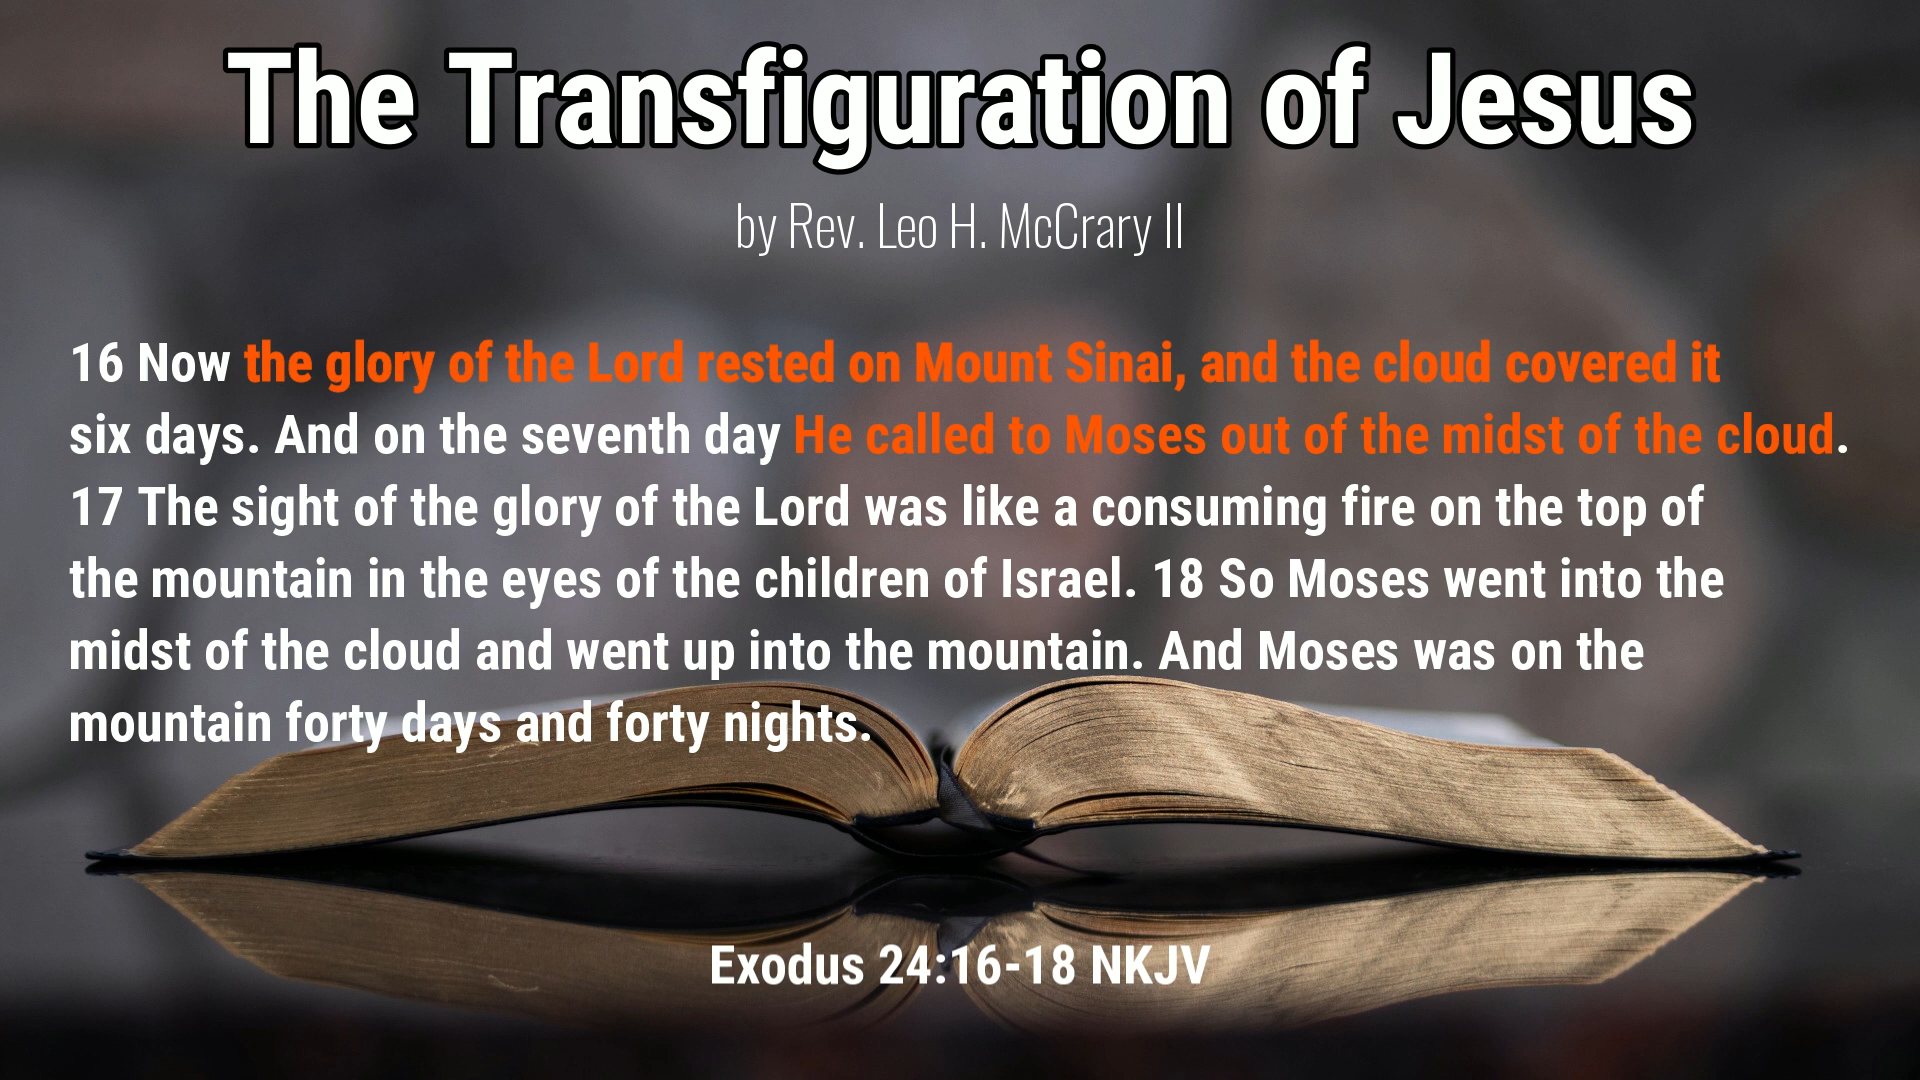 The Transfiguration of Jesus
by Rev. Leo H. McCrary II
16 Now the glory of the Lord rested on Mount Sinai, and the cloud covered it
six days. And on the seventh day He called to Moses out of the midst of the cloud.
17 The sight of the glory of the Lord was like a consuming fire on the top of
the mountain in the eyes of the children of Israel. 18 So Moses went into the
midst of the cloud and went up into the mountain. And Moses was on the
mountain forty days and forty nights.
Exodus 24:16-18 NKJV